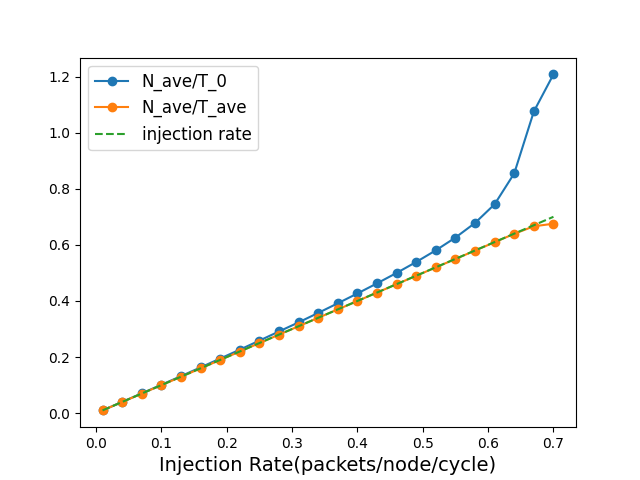 N_ave/T_0
N_ave/T_ave
injection rate
1.2
1.0
0.8
0.6
0.4
0.2
0.0
0.0 0.1 0.2 0.3 0.4 0.5 0.6 0.7
Injection Rate(packets/node/cycle)